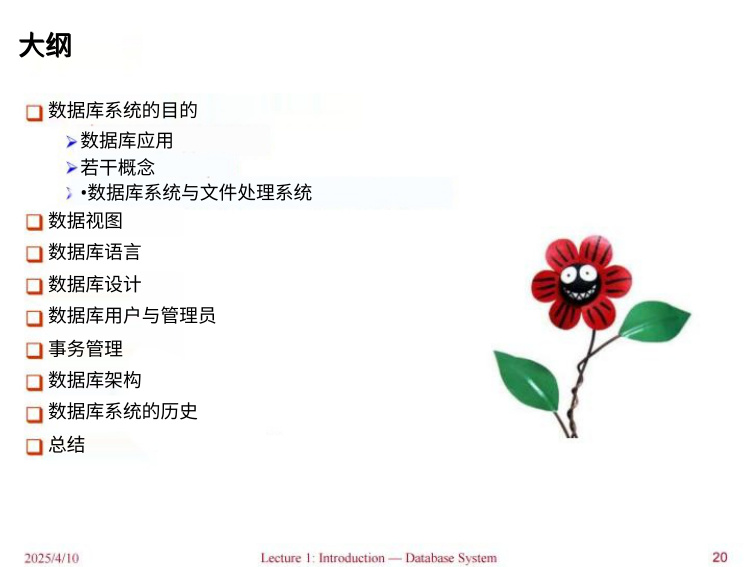 大纲
数据库系统的目的
数据库应用
若干概念
•数据库系统与文件处理系统
数据视图
数据库语言
数据库设计
数据库用户与管理员
事务管理
数据库架构
数据库系统的历史
总结
2025/4/10
Lecture 1: Introduction — Database System
20